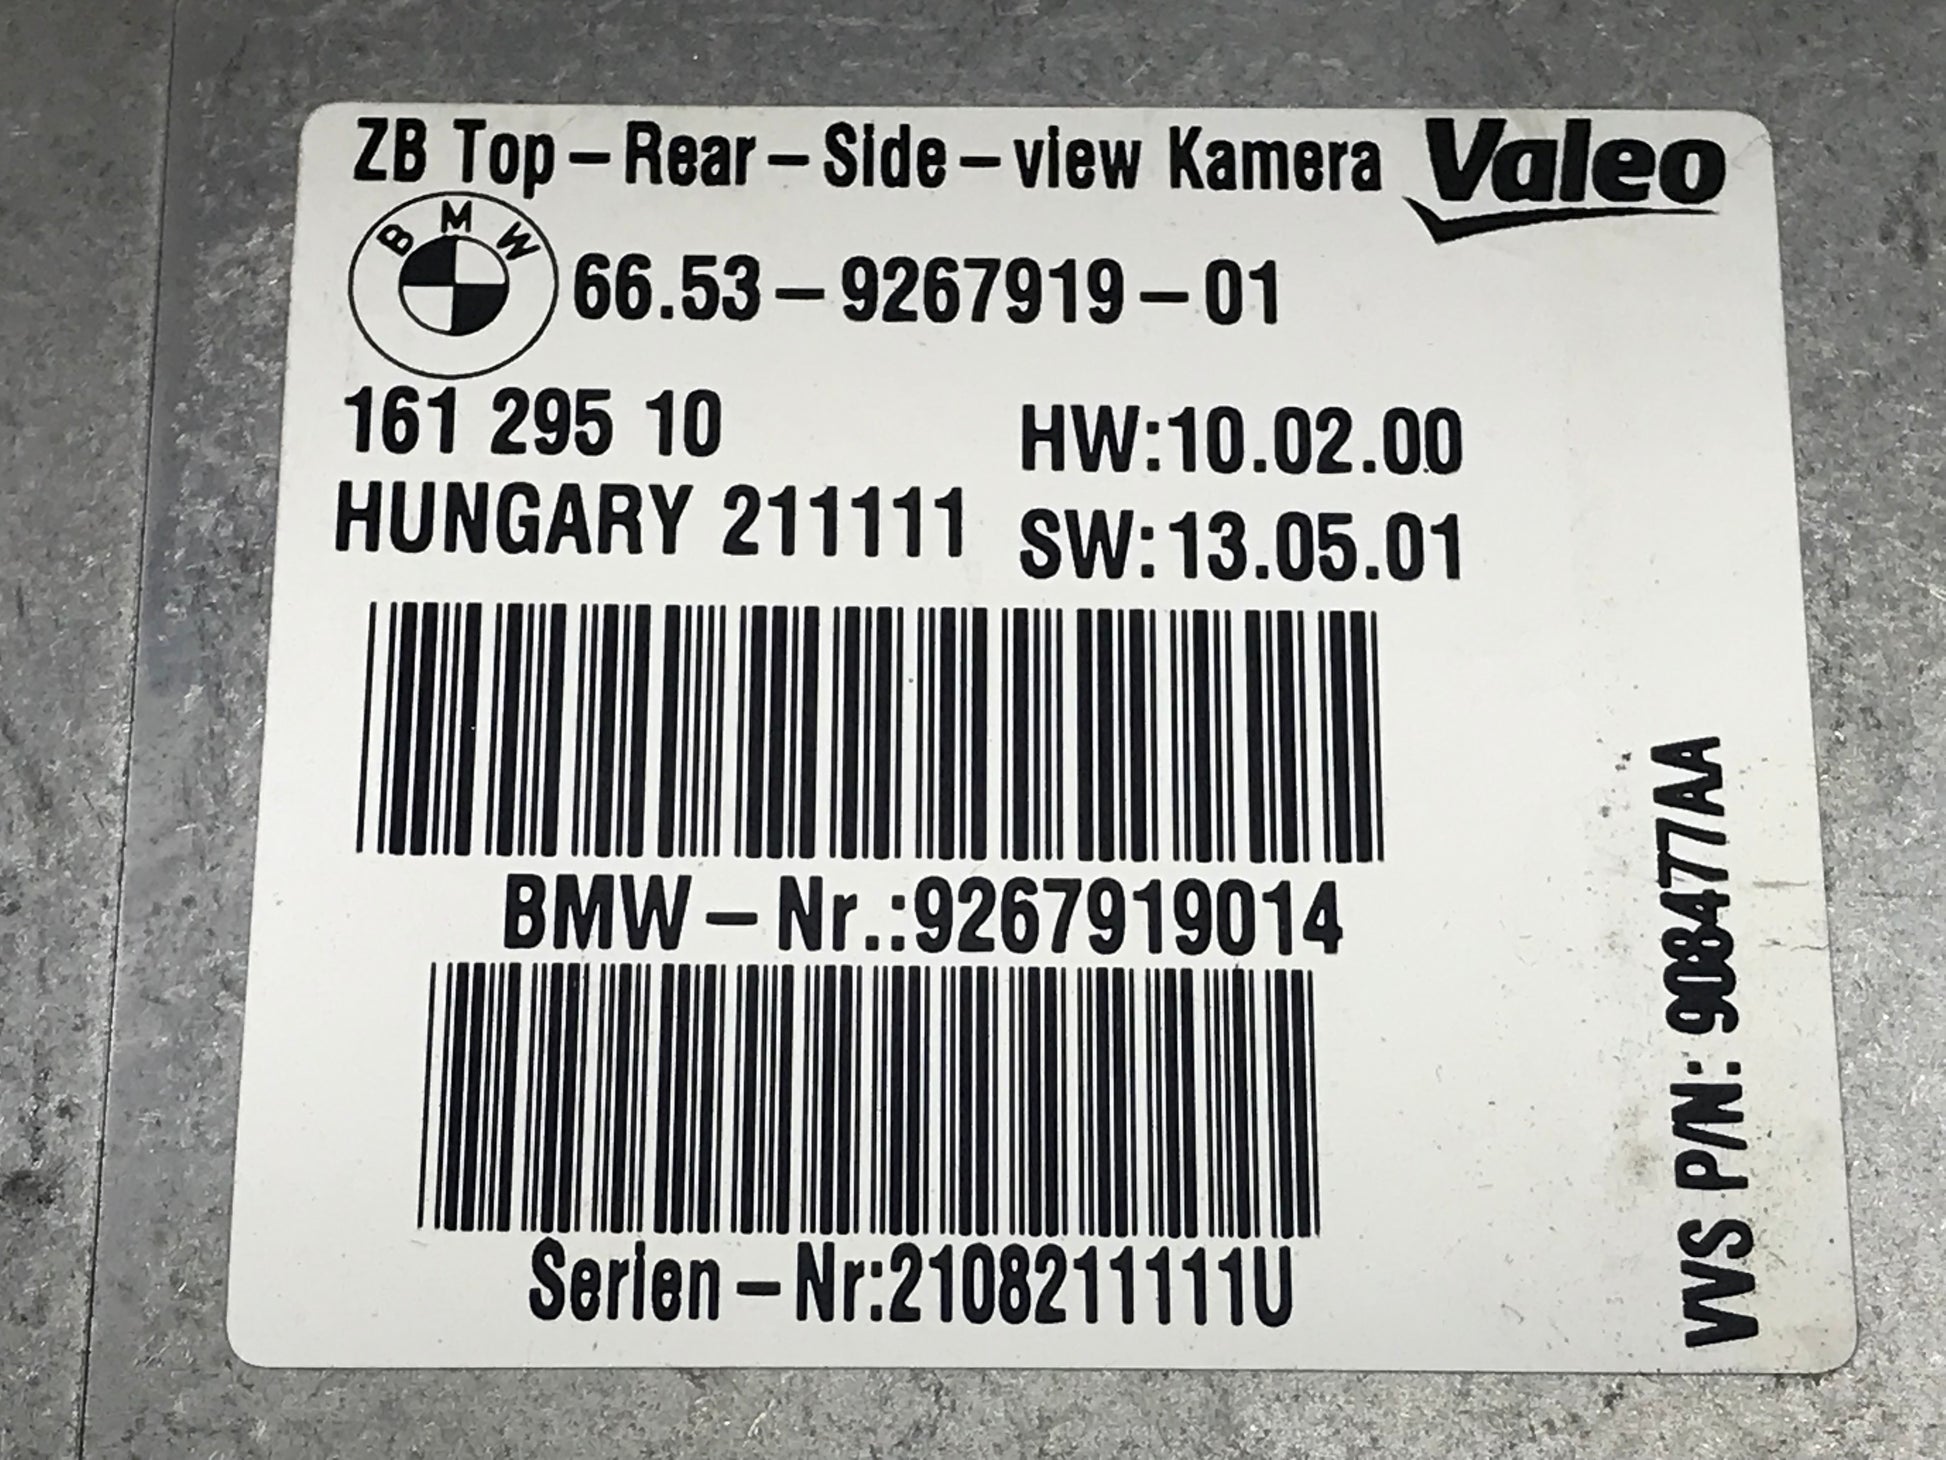 ZB Top-Rear-Side-view Kamera Valeo
BMW 66.53-9267919-01
161 295 10 HW:10.02.00
HUNGARY 211111 SW:13.05.01
BMW-Nr.:9267919014
Serien-Nr:2108211111U
VVS P/N: 908477AA